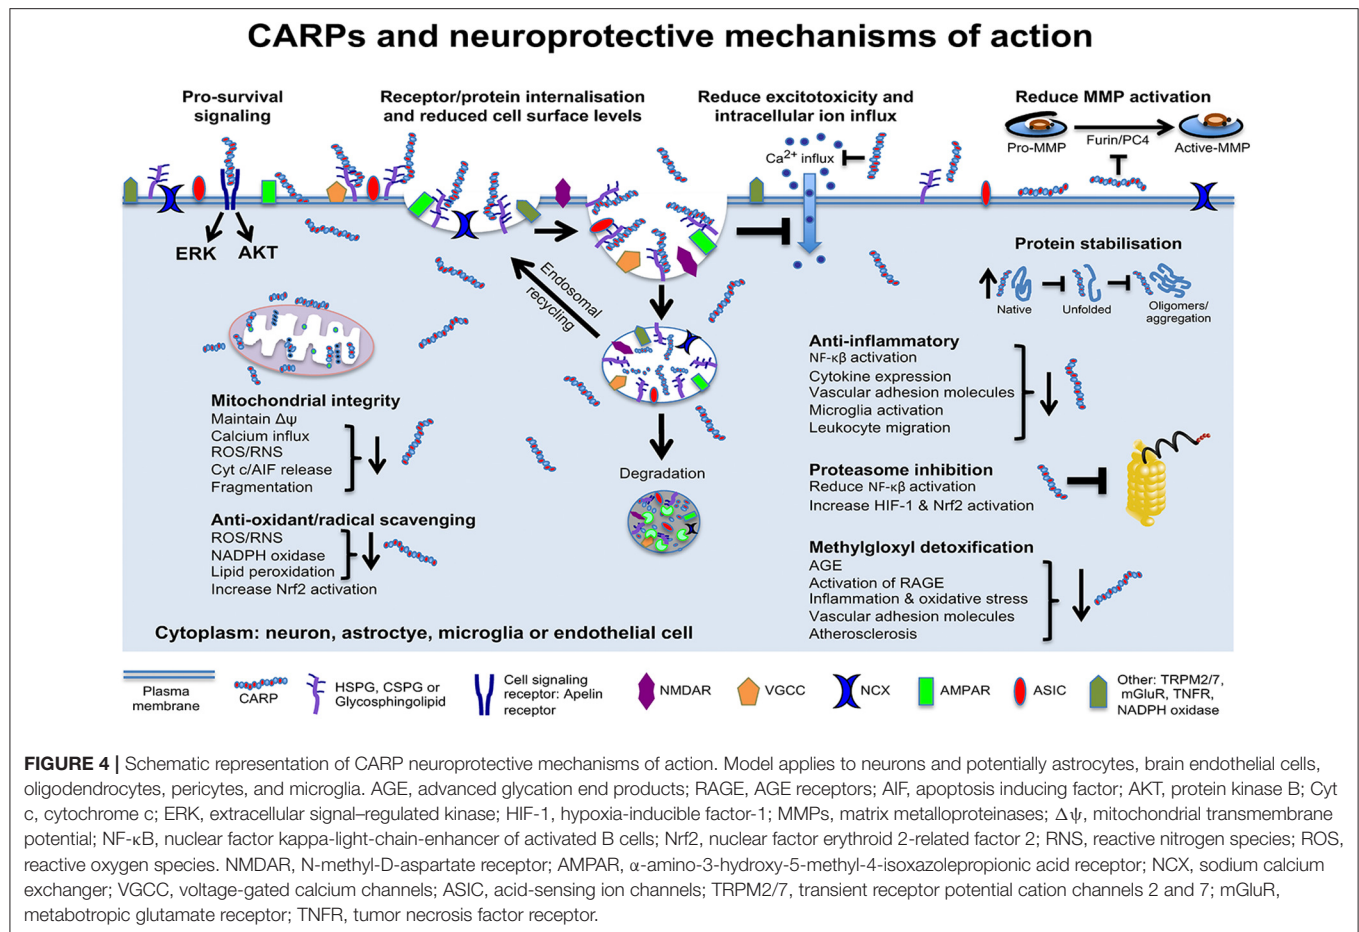 CARPs and neuroprotective mechanisms of action
Pro-survival
signaling
Receptor/protein internalisation
and reduced cell surface levels
Reduce excitotoxicity and
intracellular ion influx
Reduce MMP activation
Ca2+ influx
Pro-MMP
Furin/PC4
Active-MMP
ERK
AKT
Endosomal
recycling
Protein stabilisation
Native
Unfolded
Oligomers/
aggregation
Mitochondrial integrity
Maintain Δψ
Calcium influx
ROS/RNS
Cyt c/AIF release
Fragmentation
Anti-oxidant/radical scavenging
ROS/RNS
NADPH oxidase
Lipid peroxidation
Increase Nrf2 activation
Degradation
Anti-inflammatory
NF-κβ activation
Cytokine expression
Vascular adhesion molecules
Microglia activation
Leukocyte migration
Proteasome inhibition
Reduce NF-κβ activation
Increase HIF-1 & Nrf2 activation
Methylgloxyl detoxification
AGE
Activation of RAGE
Inflammation & oxidative stress
Vascular adhesion molecules
Atherosclerosis
Cytoplasm: neuron, astroctye, microglia or endothelial cell
Plasma
membrane
CARP
HSPG, CSPG or
Glycosphingolipid
Cell signaling
receptor: Apelin
receptor
NMDAR
VGCC
NCX
AMPAR
ASIC
Other: TRPM2/7,
mGluR, TNFR,
NADPH oxidase
FIGURE 4 | Schematic representation of CARP neuroprotective mechanisms of action. Model applies to neurons and potentially astrocytes, brain endothelial cells,
oligodendrocytes, pericytes, and microglia. AGE, advanced glycation end products; RAGE, AGE receptors; AIF, apoptosis inducing factor; AKT, protein kinase B; Cyt
c, cytochrome c; ERK, extracellular signal–regulated kinase; HIF-1, hypoxia-inducible factor-1; MMPs, matrix metalloproteinases; Δψ, mitochondrial transmembrane
potential; NF-κB, nuclear factor kappa-light-chain-enhancer of activated B cells; Nrf2, nuclear factor erythroid 2-related factor 2; RNS, reactive nitrogen species; ROS,
reactive oxygen species. NMDAR, N-methyl-D-aspartate receptor; AMPAR, α-amino-3-hydroxy-5-methyl-4-isoxazolepropionic acid receptor; NCX, sodium calcium
exchanger; VGCC, voltage-gated calcium channels; ASIC, acid-sensing ion channels; TRPM2/7, transient receptor potential cation channels 2 and 7; mGluR,
metabotropic glutamate receptor; TNFR, tumor necrosis factor receptor.